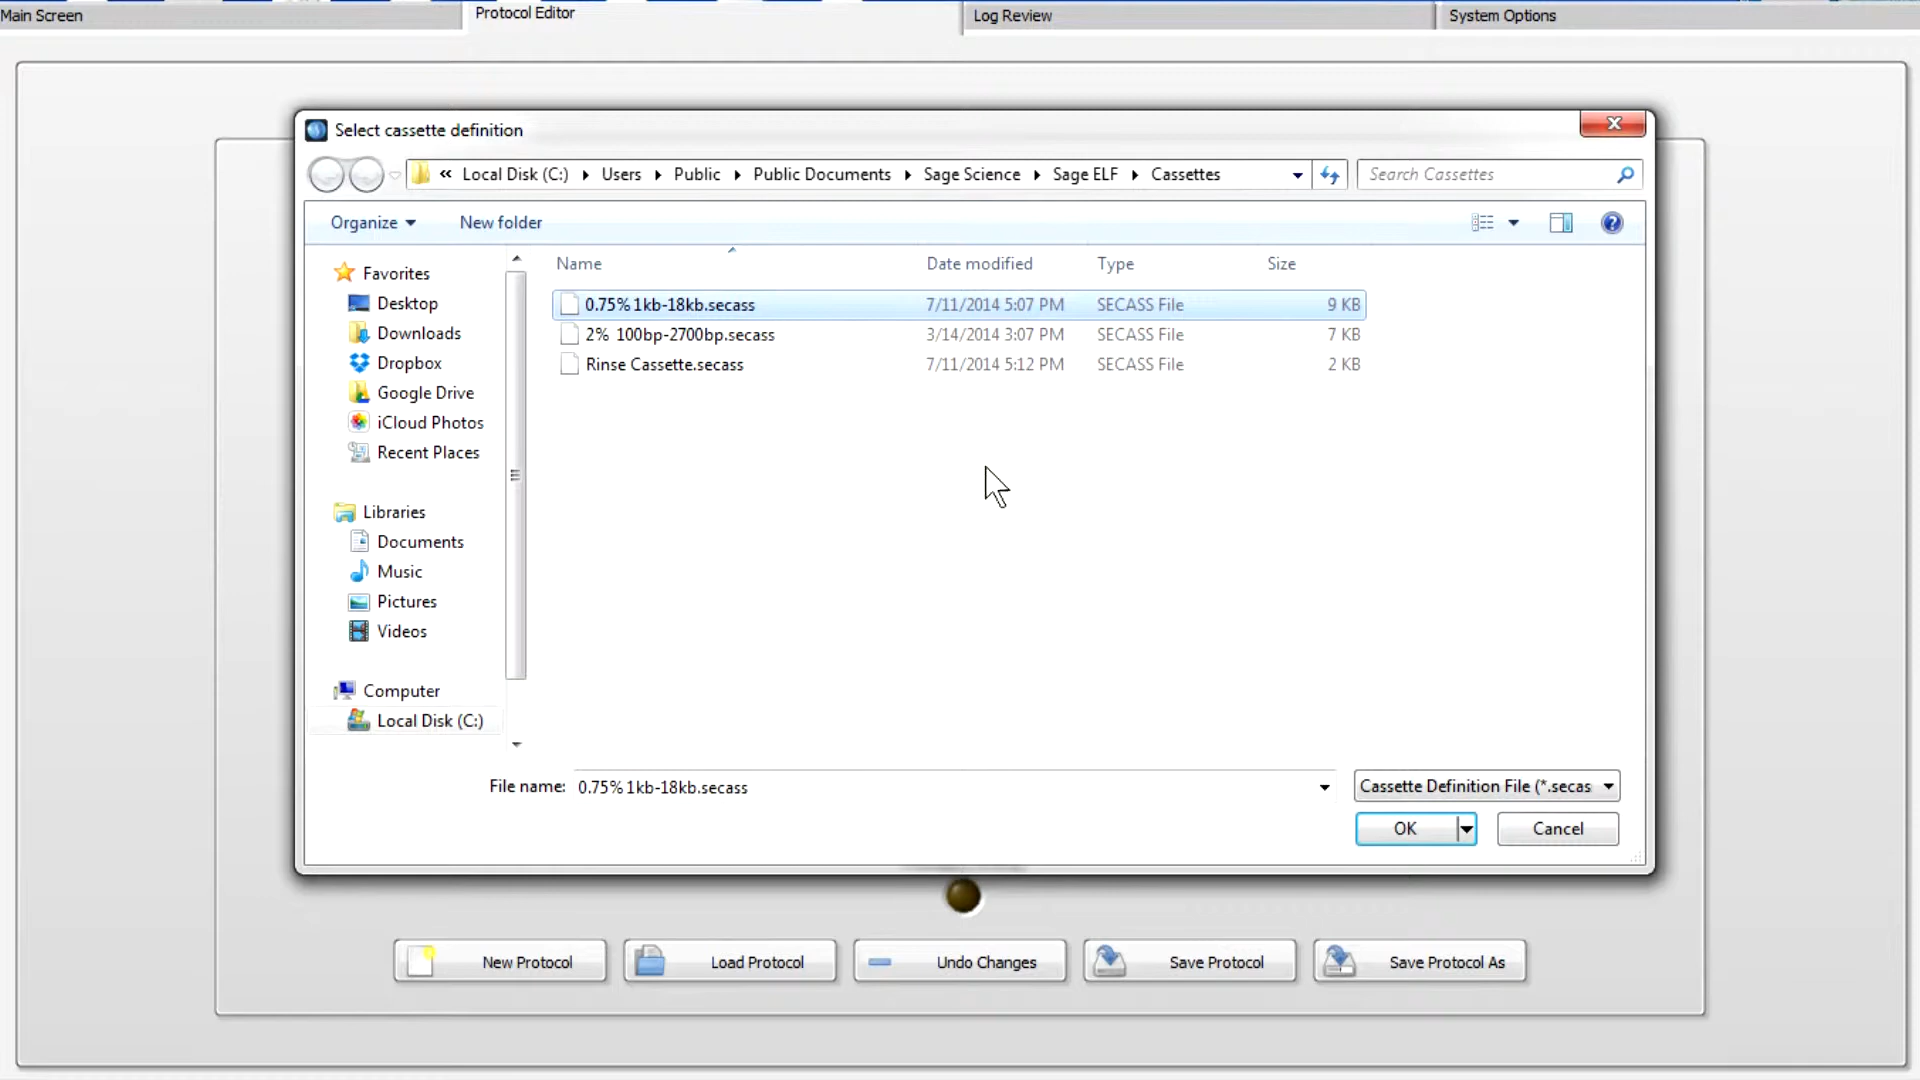 Main Screen
Protocol Editor
Log Review
System Options
Select cassette definition
« Local Disk (C:) Users Public Public Documents Sage Science Sage ELF Cassettes
Search Cassettes
Organize
New folder
Name Date modified Type Size
0.75% 1kb-18kb.secass 7/11/2014 5:07 PM SECASS File 9 KB
2% 100bp-2700bp.secass 3/14/2014 3:07 PM SECASS File 7 KB
Rinse Cassette.secass 7/11/2014 5:12 PM SECASS File 2 KB
Favorites
Desktop
Downloads
Dropbox
Google Drive
iCloud Photos
Recent Places
Libraries
Documents
Music
Pictures
Videos
Computer
Local Disk (C:)
File name: 0.75% 1kb-18kb.secass
Cassette Definition File (*.secas
OK
Cancel
New Protocol
Load Protocol
Undo Changes
Save Protocol
Save Protocol As